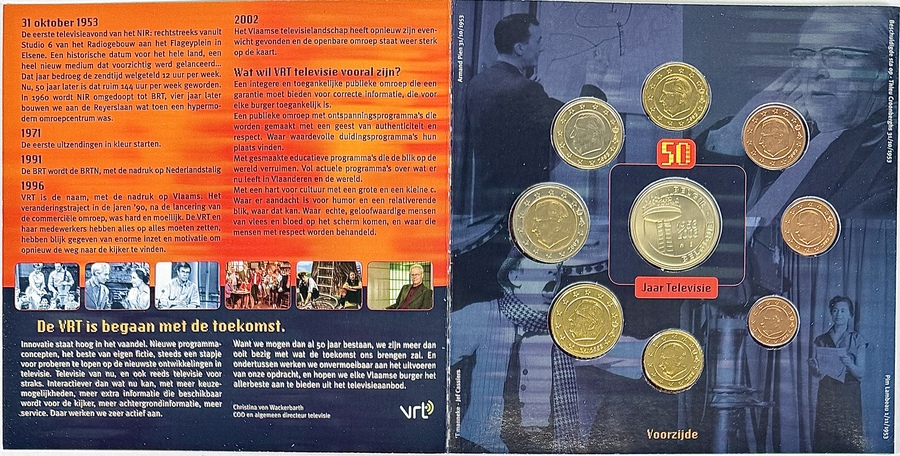 31 oktober 1953
De eerste televisieavond van het NIR: rechtstreeks vanuit
Studio 6 van het Radiogebouw aan het Flageyplein in
Elsene. Een historische datum voor het hele land, een
heel nieuw medium dat voorzichtig werd gelanceerd...
Dat jaar bedroeg de zendtijd welgeteld 12 uur per week.
Nu, 50 jaar later is dat ruim 144 uur per week geworden.
In 1960 wordt NIR omgedoopt tot BRT, vier jaar later
bouwen we aan de Reyerslaan wat toen een hypermo-
dern omroepcentrum was.
1971
De eerste uitzendingen in kleur starten.
1991
De BRT wordt de BRTN, met de nadruk op Nederlandstalig
1996
VRT is de naam, met de nadruk op Vlaams. Het
veranderingstraject in de jaren '90, na de lancering van
de commerciële omroep, was hard en moeilijk. De VRT en
haar medewerkers hebben alles op alles moeten zetten,
hebben blijk gegeven van enorme inzet en motivatie om
opnieuw de weg naar de kijker te vinden.
2002
Het Vlaamse televisielandschap heeft opnieuw zijn even-
wicht gevonden en de openbare omroep staat weer sterk
op de kaart.
Wat wil VRT televisie vooral zijn?
Een integere en toegankelijke publieke omroep die een
garantie moet bieden voor correcte informatie, die voor
elke burger toegankelijk is.
Een publieke omroep met ontspanningsprogramma's die
worden gemaakt met een geest van authenticiteit en
respect. Waar waardevolle duidingsprogramma's hun
plaats vinden.
Met gesmaakte educatieve programma's die de blik op de
wereld verruimen. Vol actuele programma's over wat er
nu leeft in Vlaanderen en de wereld.
Met een hart voor cultuur met een grote en een kleine c.
Waar er aandacht is voor humor en een relativerende
blik, waar dat kan. Waar echte, geloofwaardige mensen
van vlees en bloed op het scherm komen, en waar die
mensen met respect worden behandeld.
De VRT is begaan met de toekomst.
Innovatie staat hoog in het vaandel. Nieuwe programma-
concepten, het beste van eigen fictie, steeds een stapje
voor proberen te lopen op de nieuwste ontwikkelingen in
televisie. Televisie van nu, en ook reeds televisie voor
straks. Interactiever dan wat nu kan, met meer keuze-
mogelijkheden, meer extra informatie die beschikbaar
wordt voor de kijker, meer achtergrondinformatie, meer
service. Daar werken we zeer actief aan.
Want we mogen dan al 50 jaar bestaan, we zijn meer dan
ooit bezig met wat de toekomst ons brengen zal. En
ondertussen werken we onvermoeibaar aan het uitvoeren
van onze opdracht, en hopen we elke Vlaamse burger het
allerbeste aan te bieden uit het televisieaanbod.
Christina von Wackerbarth
COO en algemeen directeur televisie
vrt
Armand Pien 31/10/1953
Beschuldigde sta op - Thieu Croonenberghs 31/10/1953
50
BELGIE
BELGIQUE
Jaar Televisie
'T manneke - Jef Cassiers
Pim Lambeau 1/11/1953
Voorzijde